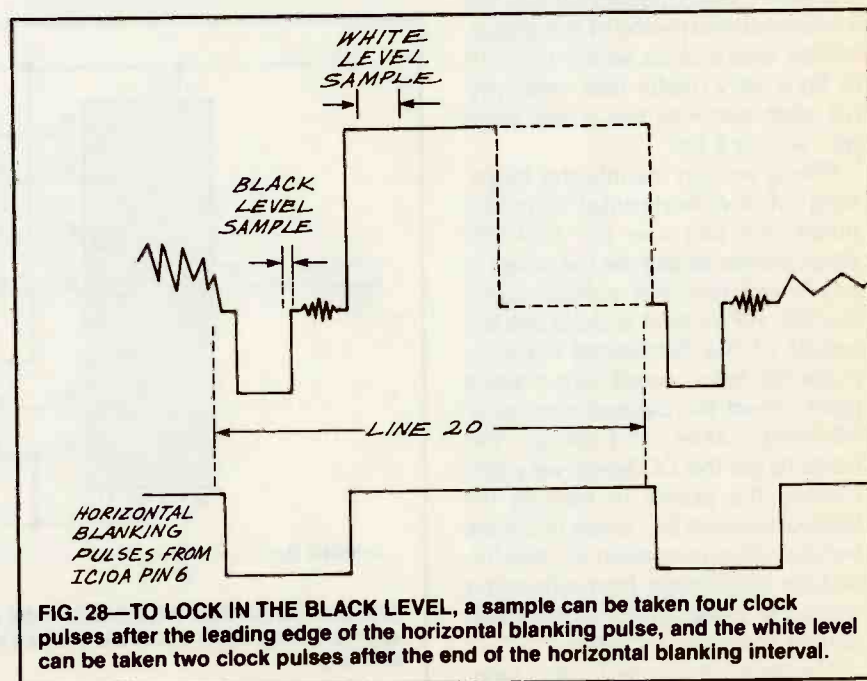 WHITE
LEVEL
SAMPLE
BLACK
LEVEL
SAMPLE
LINE 20
HORIZONTAL
BLANKING
PULSES FROM
IC10A PIN 6
FIG. 28—TO LOCK IN THE BLACK LEVEL, a sample can be taken four clock
pulses after the leading edge of the horizontal blanking pulse, and the white level
can be taken two clock pulses after the end of the horizontal blanking interval.